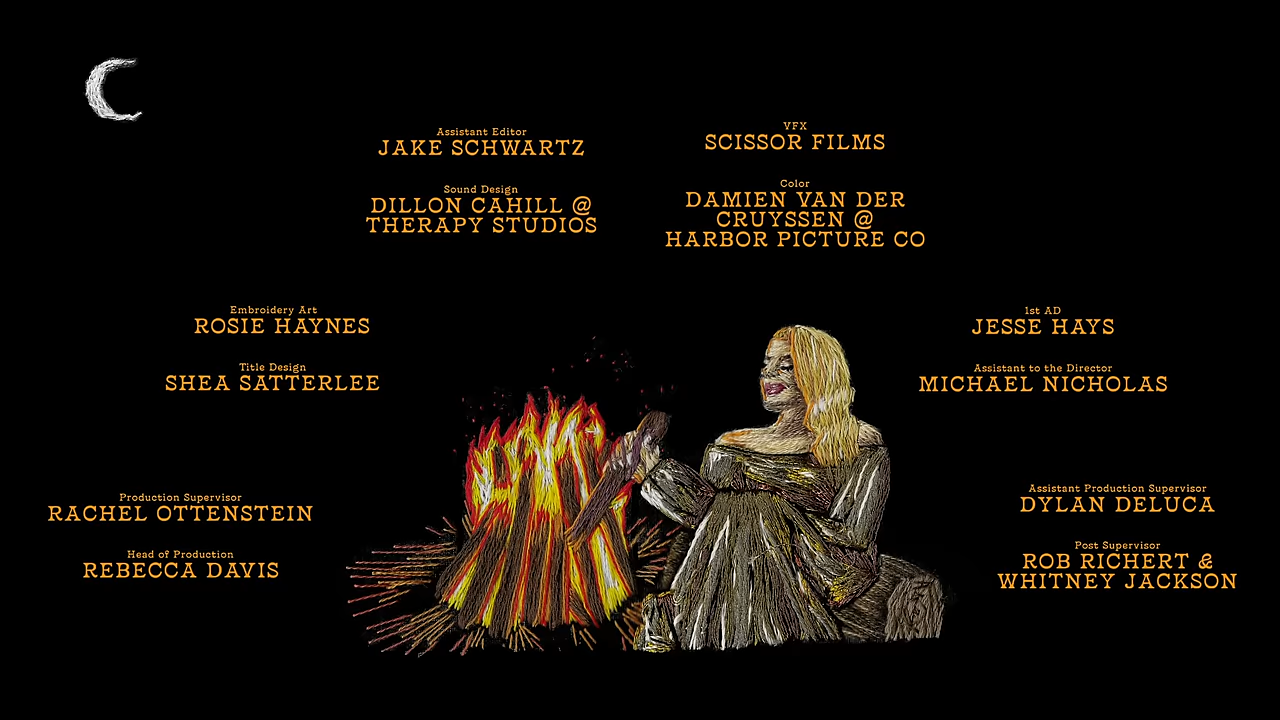 Assistant Editor
JAKE SCHWARTZ
Sound Design
DILLON CAHILL @
THERAPY STUDIOS
VFX
SCISSOR FILMS
Color
DAMIEN VAN DER
CRUYSSEN @
HARBOR PICTURE CO
Embroidery Art
ROSIE HAYNES
Title Design
SHEA SATTERLEE
1st AD
JESSE HAYS
Assistant to the Director
MICHAEL NICHOLAS
Production Supervisor
RACHEL OTTENSTEIN
Head of Production
REBECCA DAVIS
Assistant Production Supervisor
DYLAN DELUCA
Post Supervisor
ROB RICHERT &
WHITNEY JACKSON